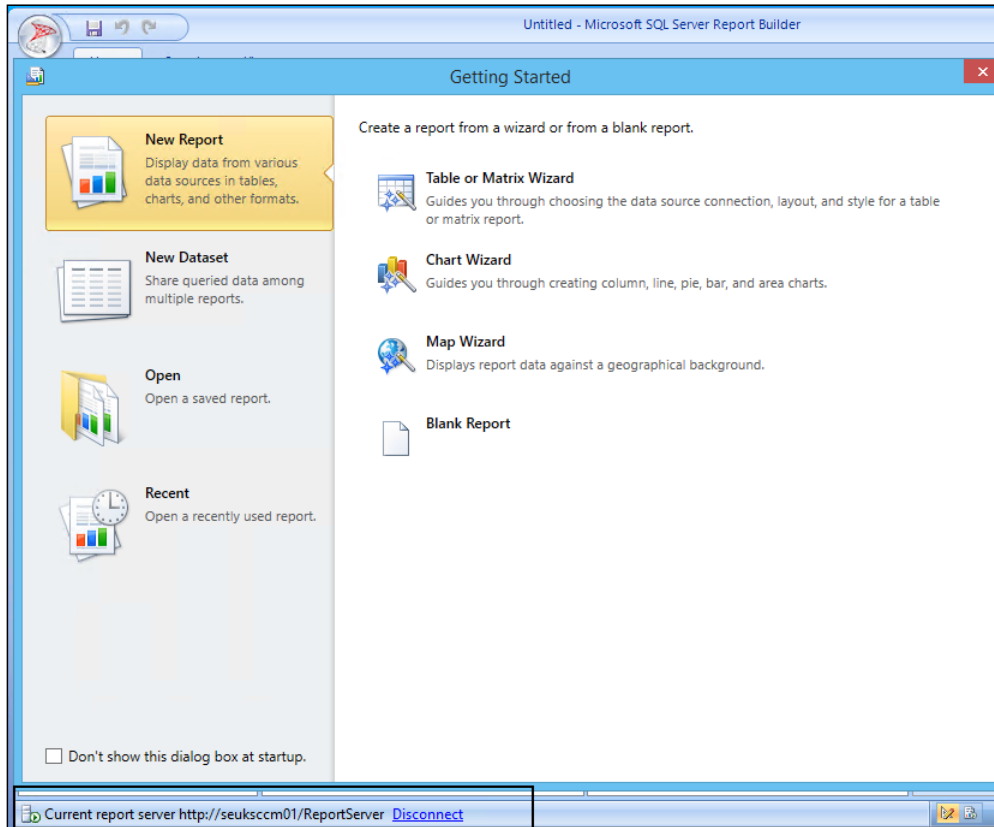 Untitled - Microsoft SQL Server Report Builder
Getting Started
New Report
Display data from various
data sources in tables,
charts, and other formats.
New Dataset
Share queried data among
multiple reports.
Open
Open a saved report.
Recent
Open a recently used report.
Don't show this dialog box at startup.
Create a report from a wizard or from a blank report.
Table or Matrix Wizard
Guides you through choosing the data source connection, layout, and style for a table
or matrix report.
Chart Wizard
Guides you through creating column, line, pie, bar, and area charts.
Map Wizard
Displays report data against a geographical background.
Blank Report
Current report server http://seuksccm01/ReportServer Disconnect